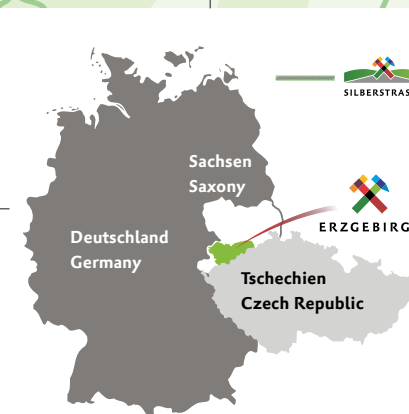 SILBERSTRAS
Sachsen
Saxony
ERZGEBIRG
Deutschland
Germany
Tschechien
Czech Republic